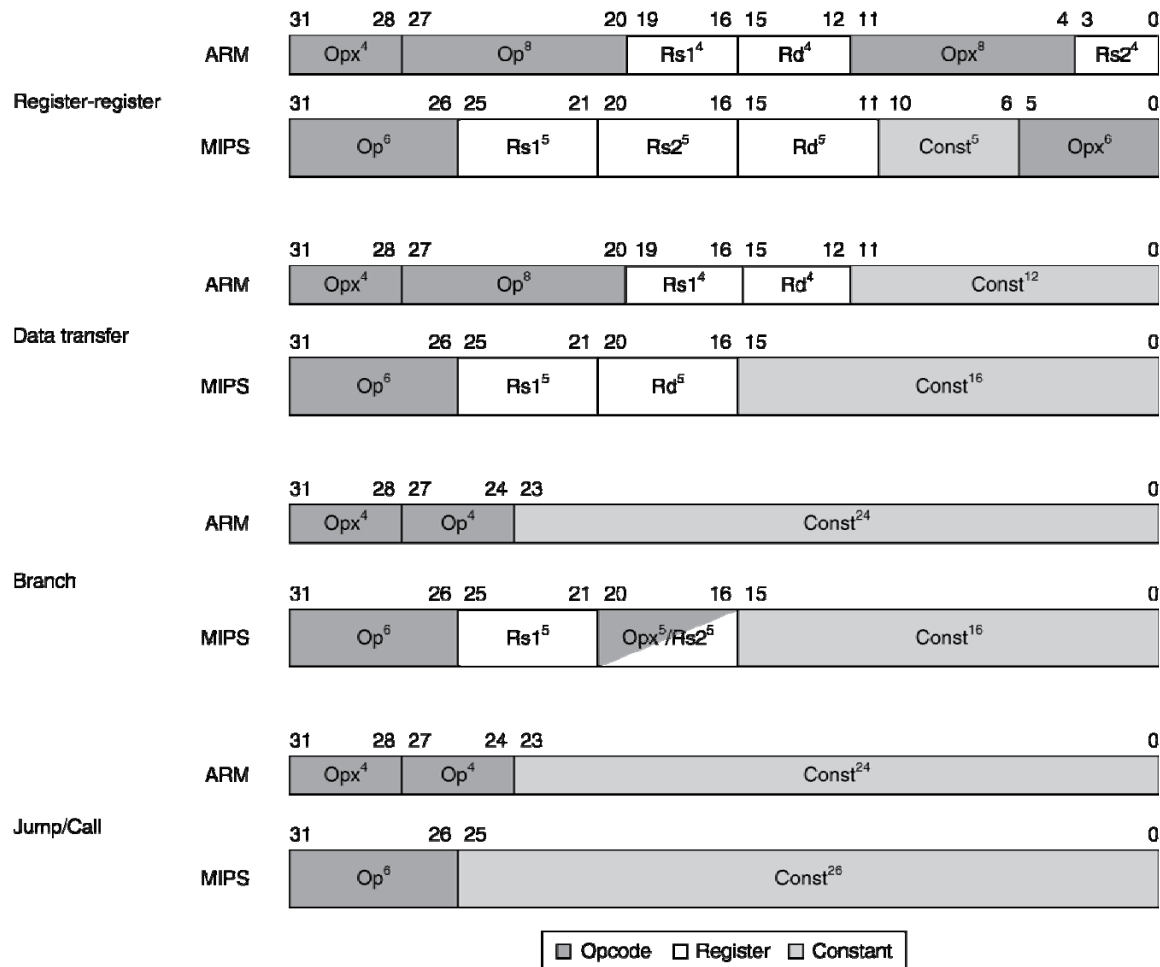 31 28 27 20 19 16 15 12 11 4 3 0
ARM Opx⁴ Op⁸ Rs1⁴ Rd⁴ Opx⁸ Rs2⁴
Register-register
31 26 25 21 20 16 15 11 10 6 5 0
MIPS Op⁶ Rs1⁵ Rs2⁵ Rd⁵ Const⁵ Opx⁶
31 28 27 20 19 16 15 12 11 0
ARM Opx⁴ Op⁸ Rs1⁴ Rd⁴ Const¹²
Data transfer
31 26 25 21 20 16 15 0
MIPS Op⁶ Rs1⁵ Rd⁵ Const¹⁶
31 28 27 24 23 0
ARM Opx⁴ Op⁴ Const²⁴
Branch
31 26 25 21 20 16 15 0
MIPS Op⁶ Rs1⁵ Opx⁵/Rs2⁵ Const¹⁶
31 28 27 24 23 0
ARM Opx⁴ Op⁴ Const²⁴
Jump/Call
31 26 25 0
MIPS Op⁶ Const²⁶
Opcode Register Constant